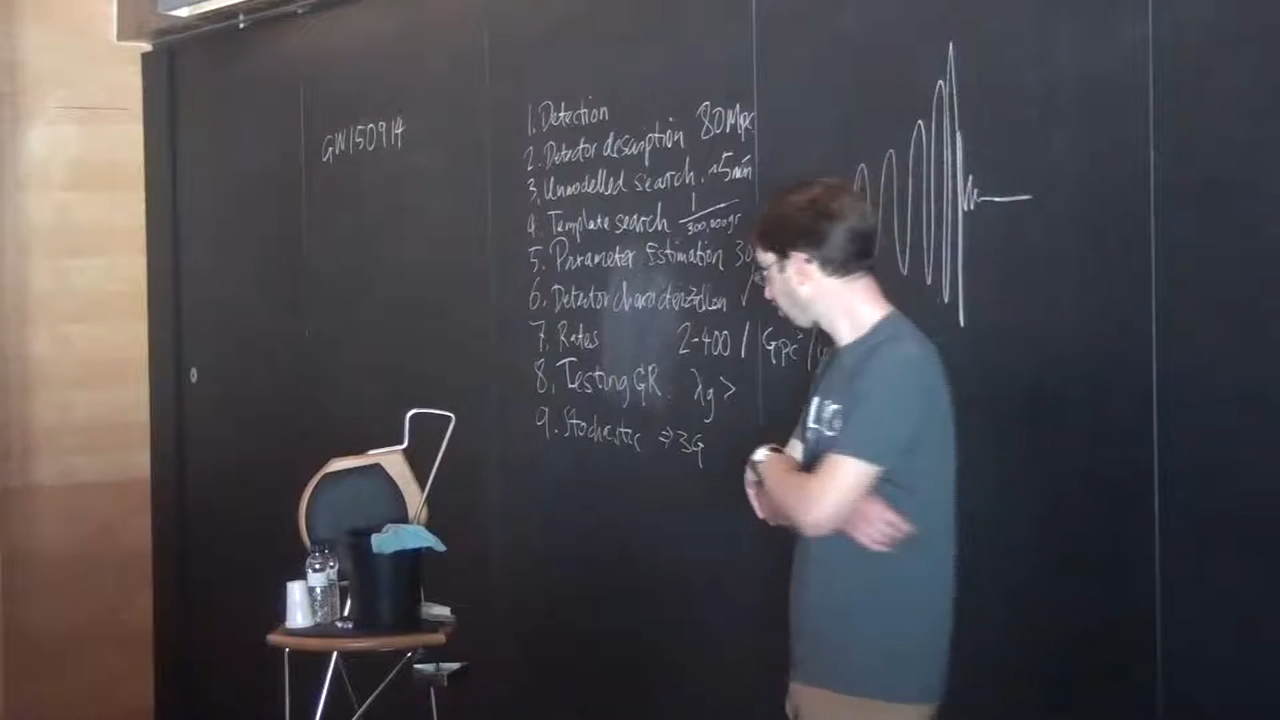 GW150914
1. Detection
2. Detector description 80Mpc
3. Unmodelled search. ~5min
4. Template search 1/300,000yr
5. Parameter Estimation 30
6. Detector characterization ✓
7. Rates 2-400 / Gpc³/
8. Testing GR. λg >
9. Stochastic ⇒ 3G